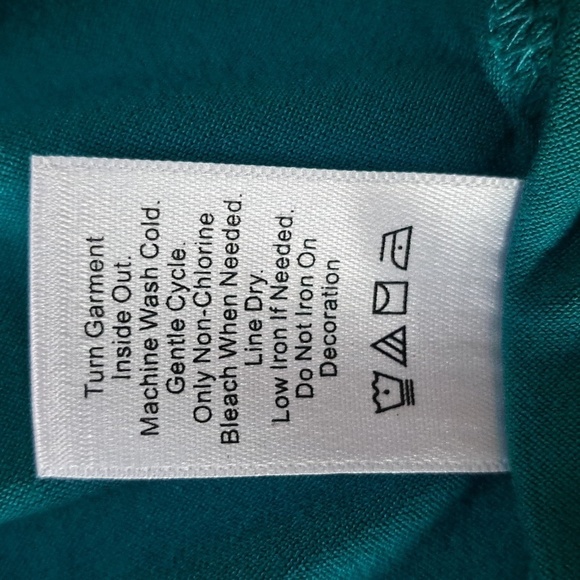 Turn Garment
Inside Out.
Machine Wash Cold.
Gentle Cycle.
Only Non-Chlorine
Bleach When Needed.
Line Dry.
Low Iron If Needed.
Do Not Iron On
Decoration